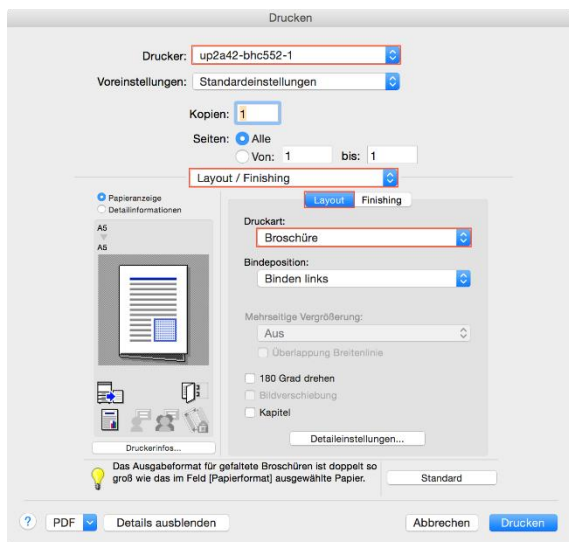 Drucken
Drucker: up2a42-bhc552-1
Voreinstellungen: Standardeinstellungen
Kopien: 1
Seiten: Alle
Von: 1 bis: 1
Layout / Finishing
Papieranzeige
Detailinformationen
A5
A5
Druckerinfos...
Layout Finishing
Druckart:
Broschüre
Bindeposition:
Binden links
Mehrseitige Vergrößerung:
Aus
Überlappung Breitenlinie
180 Grad drehen
Bildverschiebung
Kapitel
Detaileinstellungen...
Das Ausgabeformat für gefaltete Broschüren ist doppelt so
groß wie das im Feld [Papierformat] ausgewählte Papier.
Standard
? PDF Details ausblenden Abbrechen Drucken